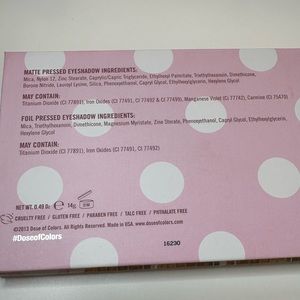 MATTE PRESSED EYESHADOW INGREDIENTS:
Mica, Nylon 12, Zinc Stearate, Caprylic/Capric Triglyceride, Ethylhexyl Palmitate, Triethylhexanoin, Dimethicone,
Borone Nitride, Lauroyl Lysine, Silica, Phenoxyethanol, Capryl Glycol, Ethylhexylglycerin, Hexylene Glycol
MAY CONTAIN:
Titanium Dioxide (CI 77891), Iron Oxides (CI 77491, CI 77492 & CI 77499), Manganese Violet (CI 77742), Carmine (CI 75470)
FOIL PRESSED EYESHADOW INGREDIENTS:
Mica, Triethylhexanoin, Dimethicone, Magnesium Myristate, Zinc Stearate, Phenoxyethanol, Capryl Glycol, Ethylhexylglycerin,
Hexylene Glycol
MAY CONTAIN:
Titanium Dioxide (CI 77891), Iron Oxides (CI 77491, CI 77492)
NET WT. 0.49 Oz. ℮ 14g
CRUELTY FREE / GLUTEN FREE / PARABEN FREE / TALC FREE / PHTHALATE FREE
©2013 Dose of Colors. All rights reserved. Made in USA. www.doseofcolors.com
#DoseofColors
16230